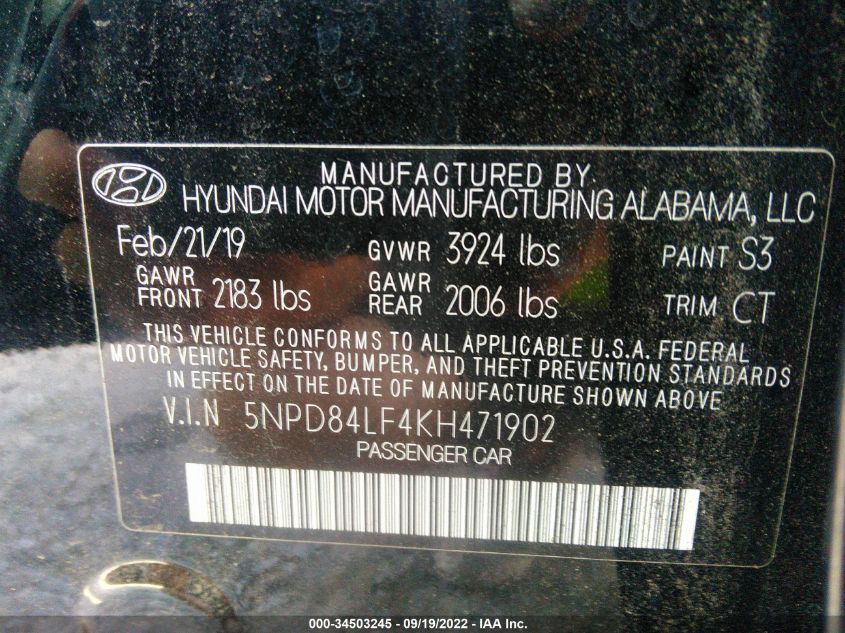 MANUFACTURED BY
HYUNDAI MOTOR MANUFACTURING ALABAMA, LLC
Feb/21/19 GVWR 3924 lbs PAINT S3
GAWR FRONT 2183 lbs GAWR REAR 2006 lbs TRIM CT
THIS VEHICLE CONFORMS TO ALL APPLICABLE U.S.A. FEDERAL
MOTOR VEHICLE SAFETY, BUMPER, AND THEFT PREVENTION STANDARDS
IN EFFECT ON THE DATE OF MANUFACTURE SHOWN ABOVE
V.I.N 5NPD84LF4KH471902
PASSENGER CAR
000-34503245 - 09/19/2022 - IAA, Inc.